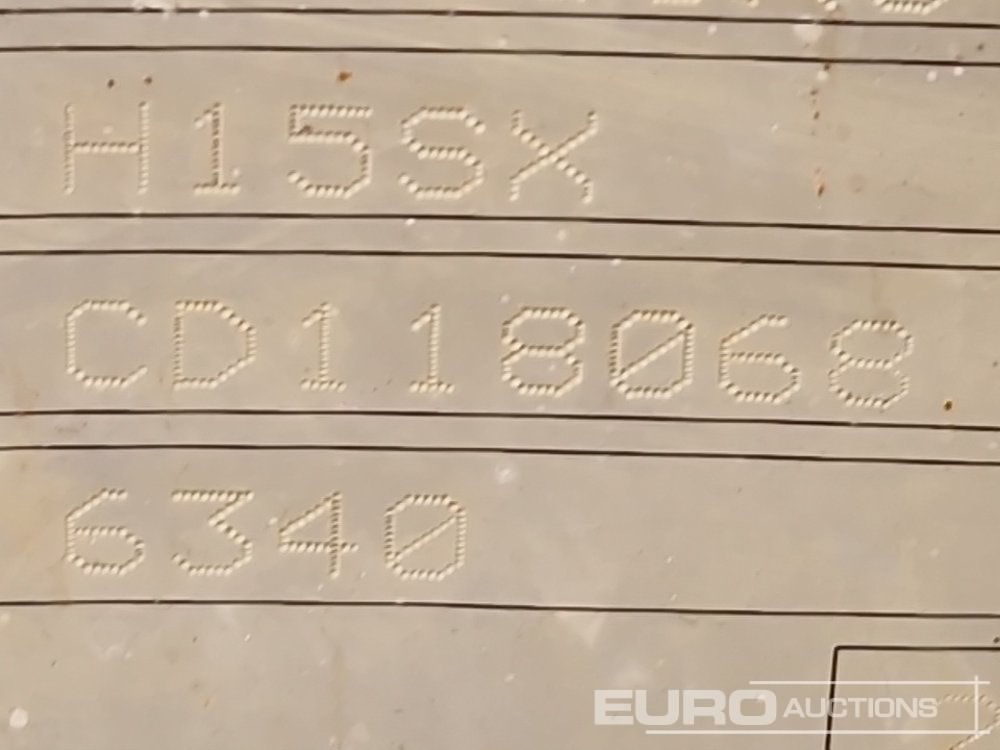 H15SX
CD118068
6340
EURO AUCTIONS